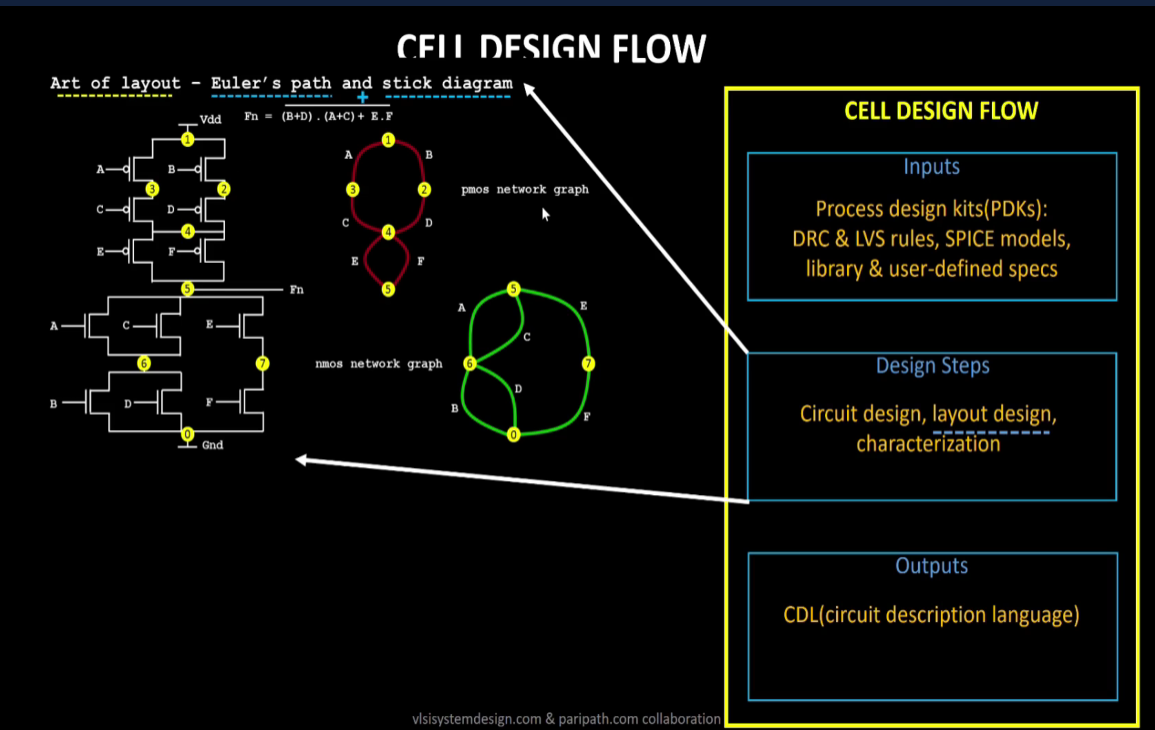 CELL DESIGN FLOW
Art of layout - Euler's path and stick diagram
+
Fn = (B+D).(A+C)+ E.F
Vdd
1
A
B
3
2
C
D
4
E
F
5
Fn
A
C
E
6
7
B
D
F
0
Gnd
1
A
B
3
2
pmos network graph
C
D
4
E
F
5
5
A
E
C
nmos network graph
6
7
D
B
F
0
CELL DESIGN FLOW
Inputs
Process design kits(PDKs):
DRC & LVS rules, SPICE models,
library & user-defined specs
Design Steps
Circuit design, layout design,
characterization
Outputs
CDL(circuit description language)
vlsisystemdesign.com & paripath.com collaboration